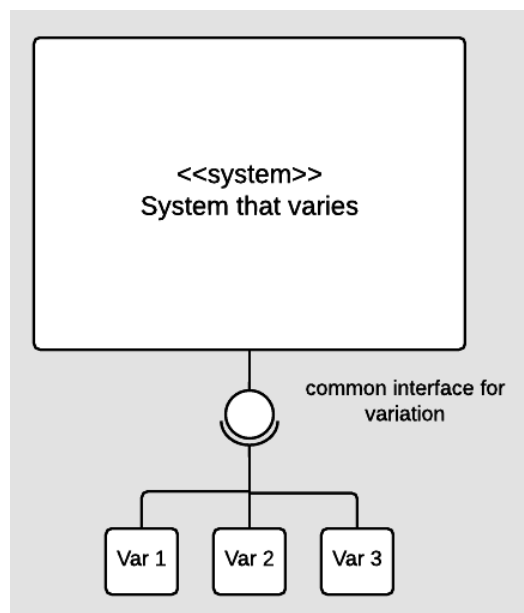 <<system>>
System that varies
common interface for
variation
Var 1
Var 2
Var 3